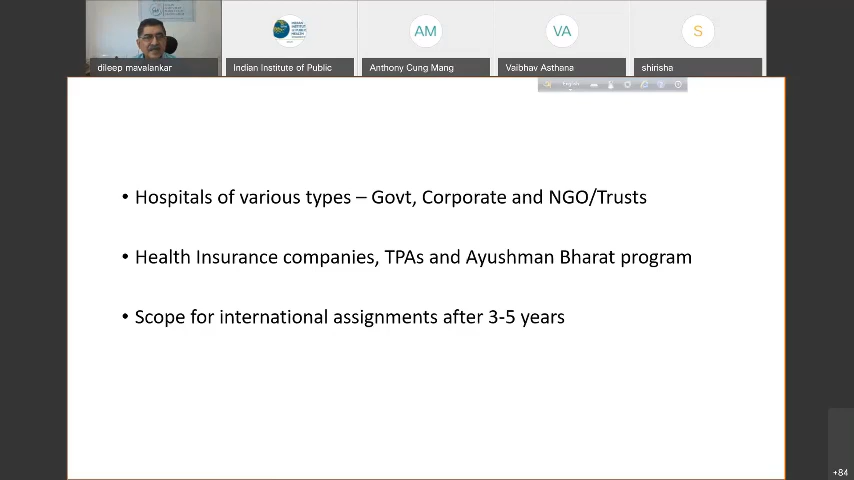 AM
VA
S
dileep mavalankar
Indian Institute of Public
Anthony Cung Mang
Vaibhav Asthana
shirisha
English
• Hospitals of various types – Govt, Corporate and NGO/Trusts
• Health Insurance companies, TPAs and Ayushman Bharat program
• Scope for international assignments after 3-5 years
+84